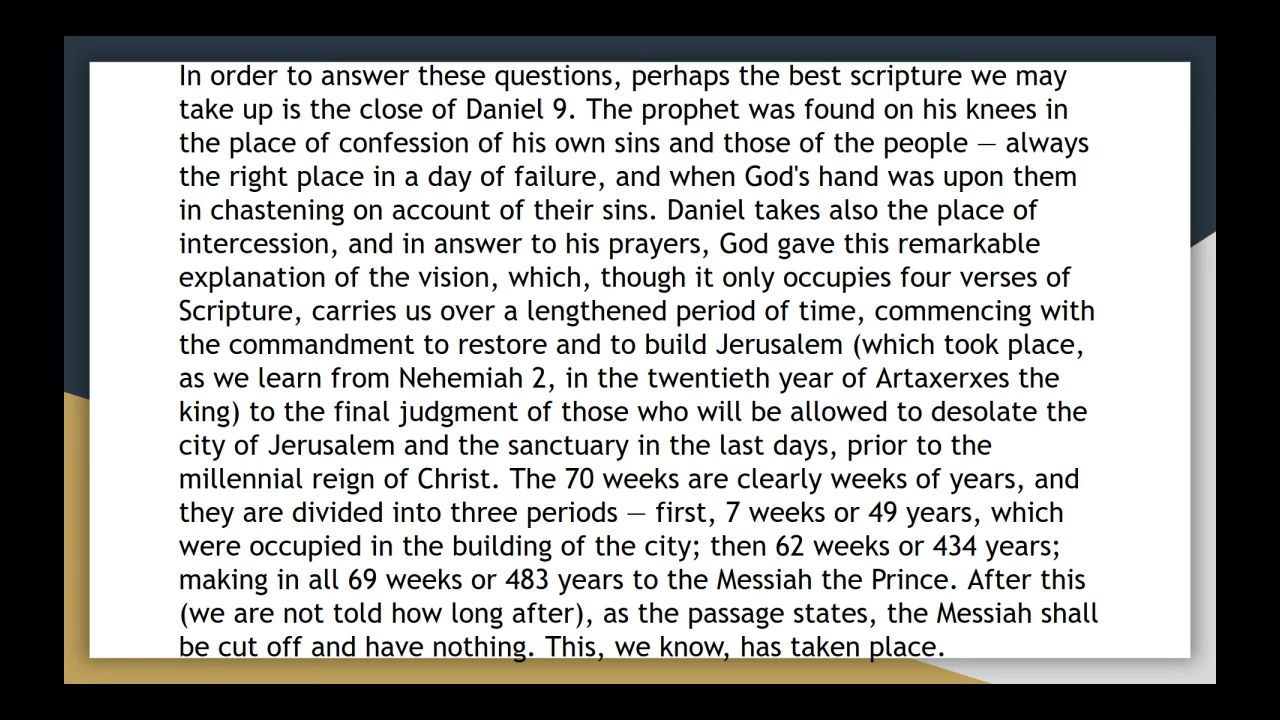 In order to answer these questions, perhaps the best scripture we may
take up is the close of Daniel 9. The prophet was found on his knees in
the place of confession of his own sins and those of the people — always
the right place in a day of failure, and when God's hand was upon them
in chastening on account of their sins. Daniel takes also the place of
intercession, and in answer to his prayers, God gave this remarkable
explanation of the vision, which, though it only occupies four verses of
Scripture, carries us over a lengthened period of time, commencing with
the commandment to restore and to build Jerusalem (which took place,
as we learn from Nehemiah 2, in the twentieth year of Artaxerxes the
king) to the final judgment of those who will be allowed to desolate the
city of Jerusalem and the sanctuary in the last days, prior to the
millennial reign of Christ. The 70 weeks are clearly weeks of years, and
they are divided into three periods — first, 7 weeks or 49 years, which
were occupied in the building of the city; then 62 weeks or 434 years;
making in all 69 weeks or 483 years to the Messiah the Prince. After this
(we are not told how long after), as the passage states, the Messiah shall
be cut off and have nothing. This, we know, has taken place.